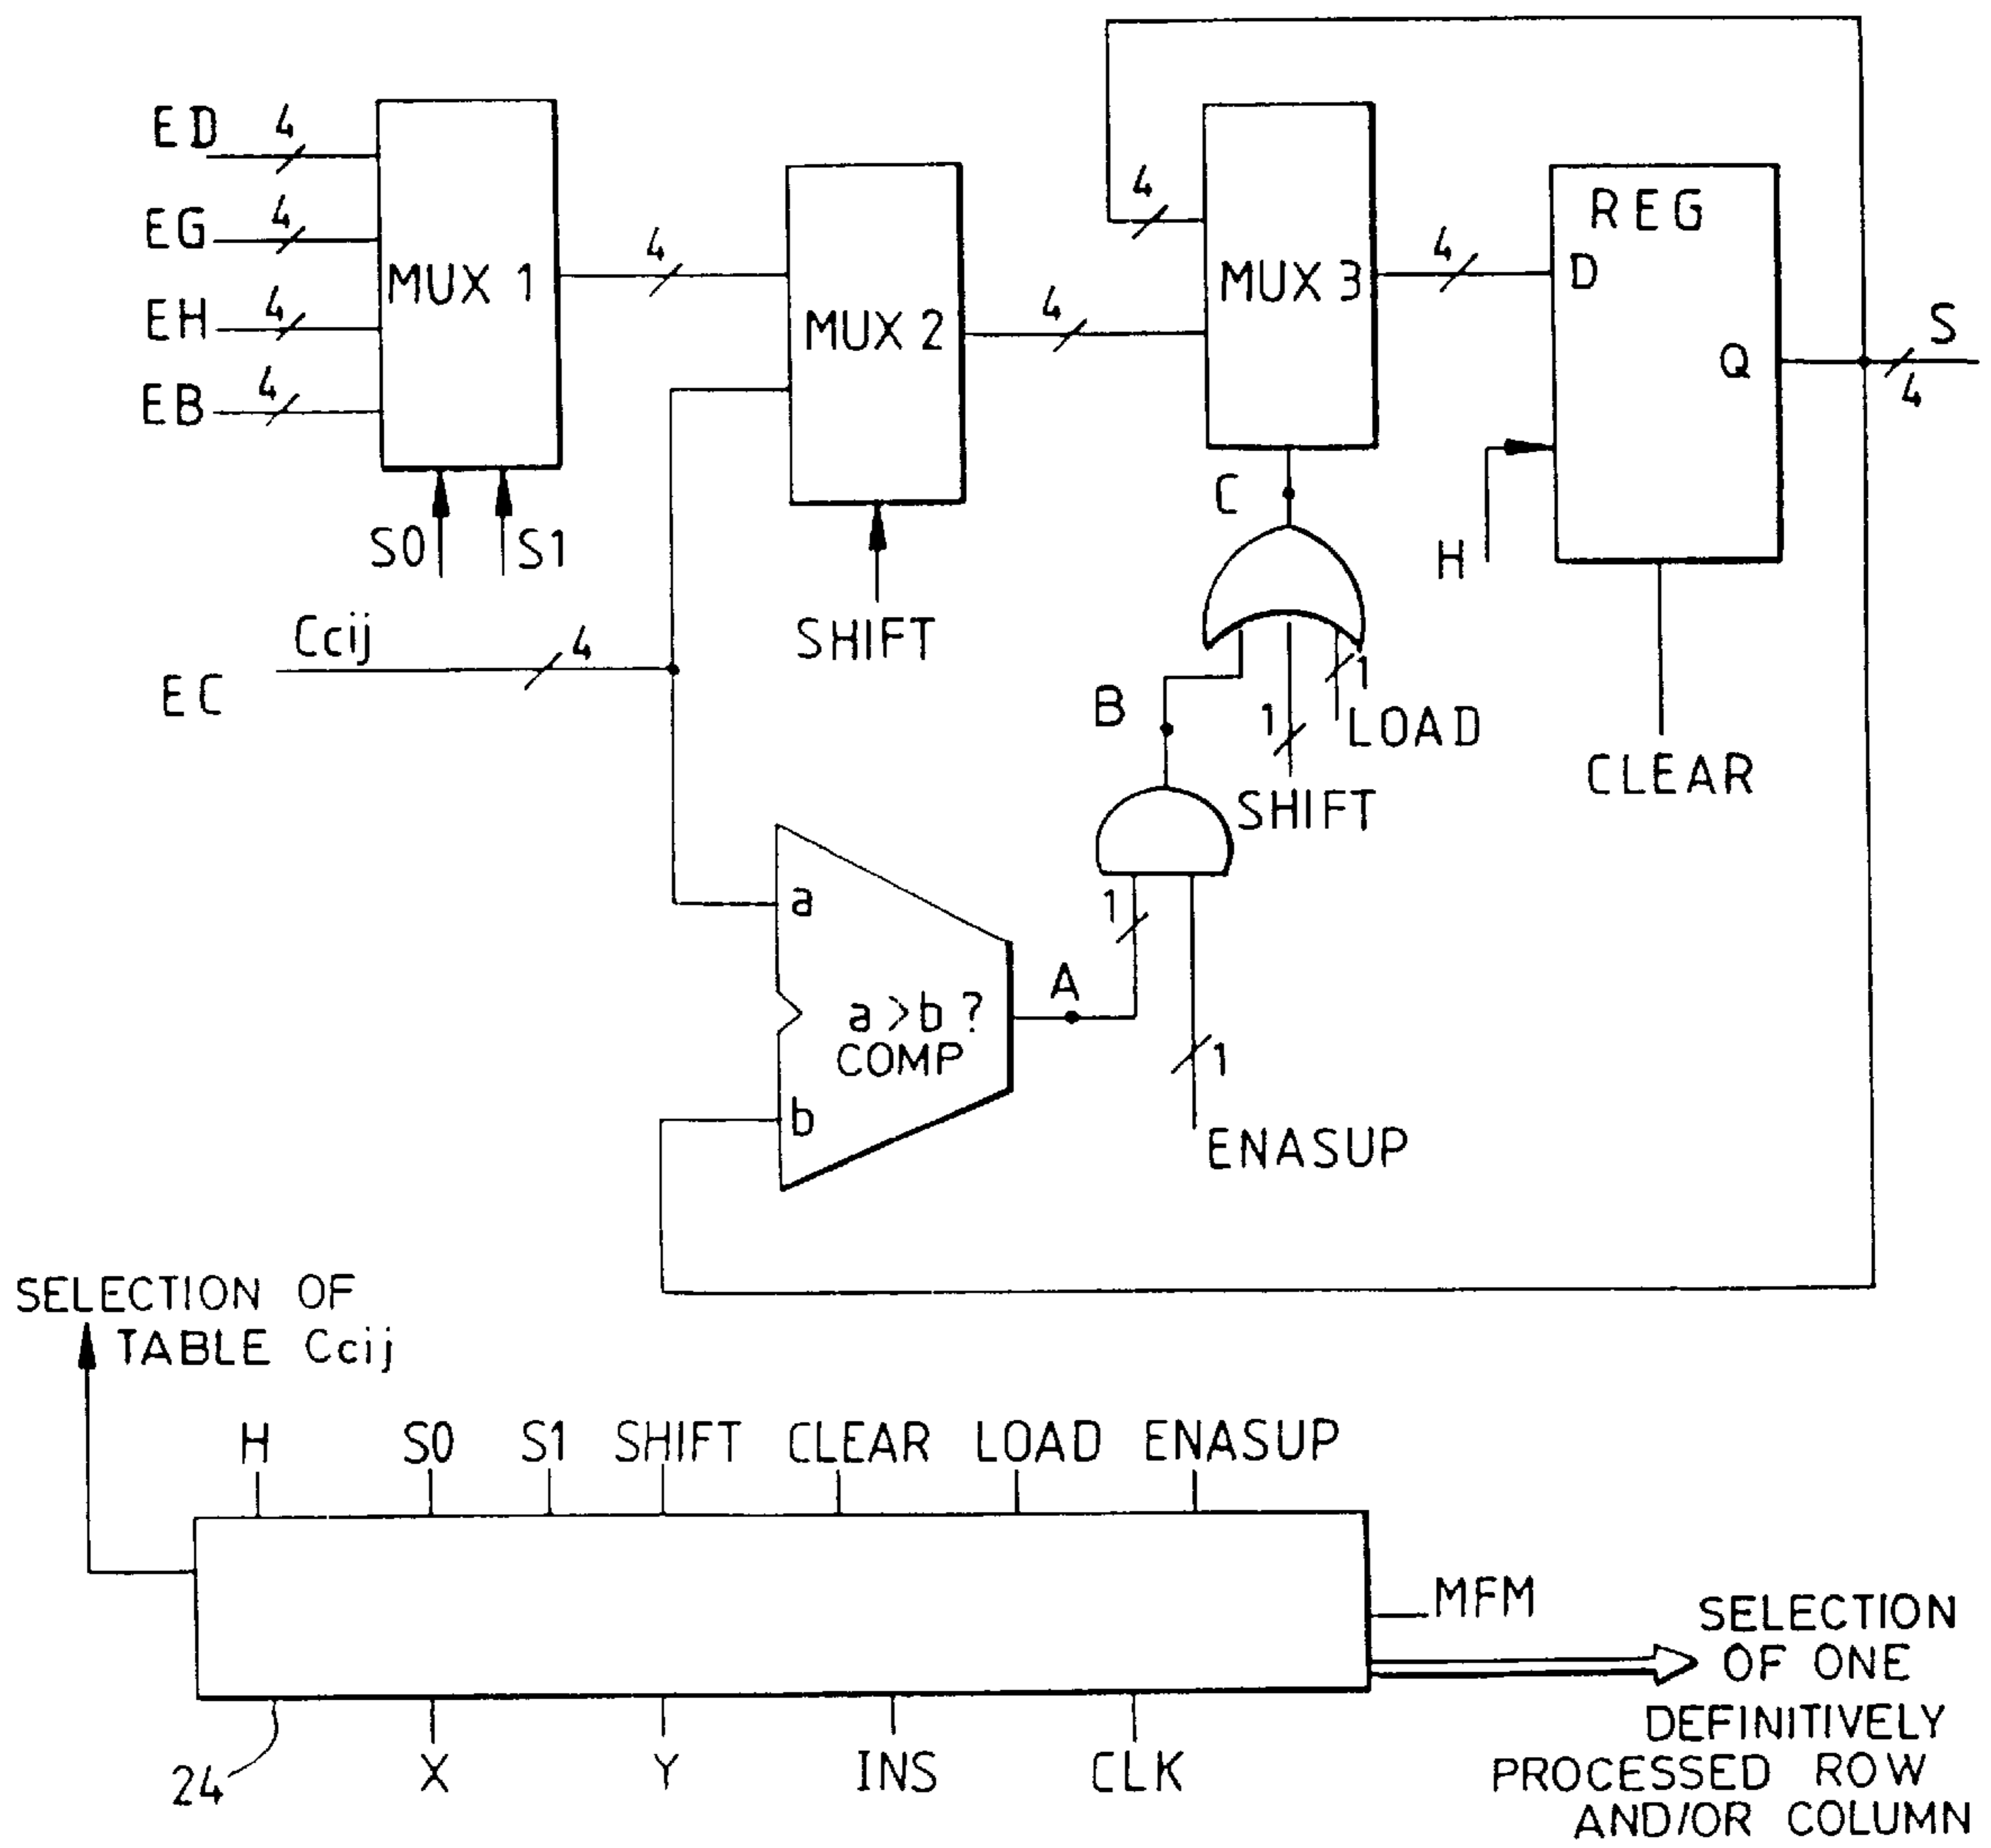 ED 4
EG 4
EH 4
EB 4
MUX 1
S0 S1
4
MUX 2
SHIFT
4
4
MUX 3
4
REG
D
Q
S
4
H
CLEAR
C
1
LOAD
1
SHIFT
B
Ccij 4
EC
a
a>b ?
COMP
b
A
1
1
ENASUP
SELECTION OF
TABLE Ccij
H S0 S1 SHIFT CLEAR LOAD ENASUP
MFM
SELECTION
OF ONE
DEFINITIVELY
PROCESSED ROW
AND/OR COLUMN
24 X Y INS CLK